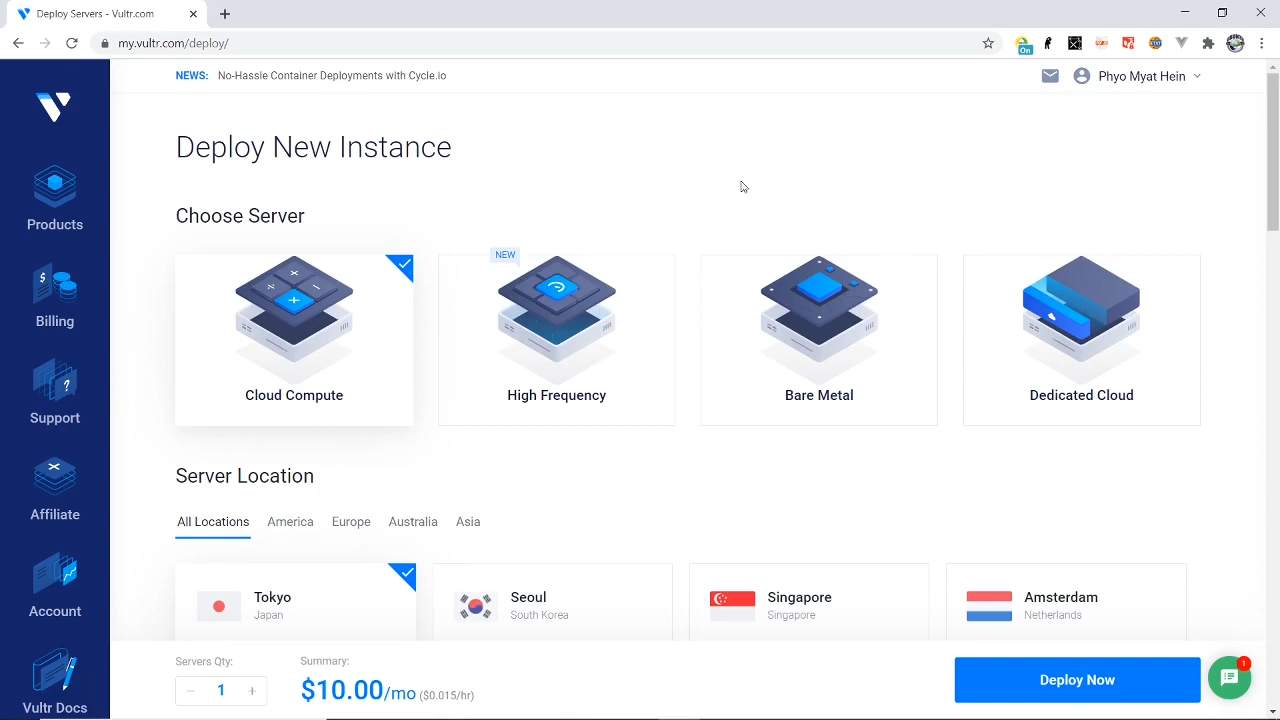 Deploy Servers - Vultr.com
my.vultr.com/deploy/
On
NEWS: No-Hassle Container Deployments with Cycle.io
Phyo Myat Hein
Deploy New Instance
Choose Server
NEW
Cloud Compute
High Frequency
Bare Metal
Dedicated Cloud
Products
Billing
Support
Affiliate
Account
Vultr Docs
Server Location
All Locations America Europe Australia Asia
Tokyo
Japan
Seoul
South Korea
Singapore
Singapore
Amsterdam
Netherlands
Servers Qty:
1
Summary:
$10.00/mo ($0.015/hr)
Deploy Now
1